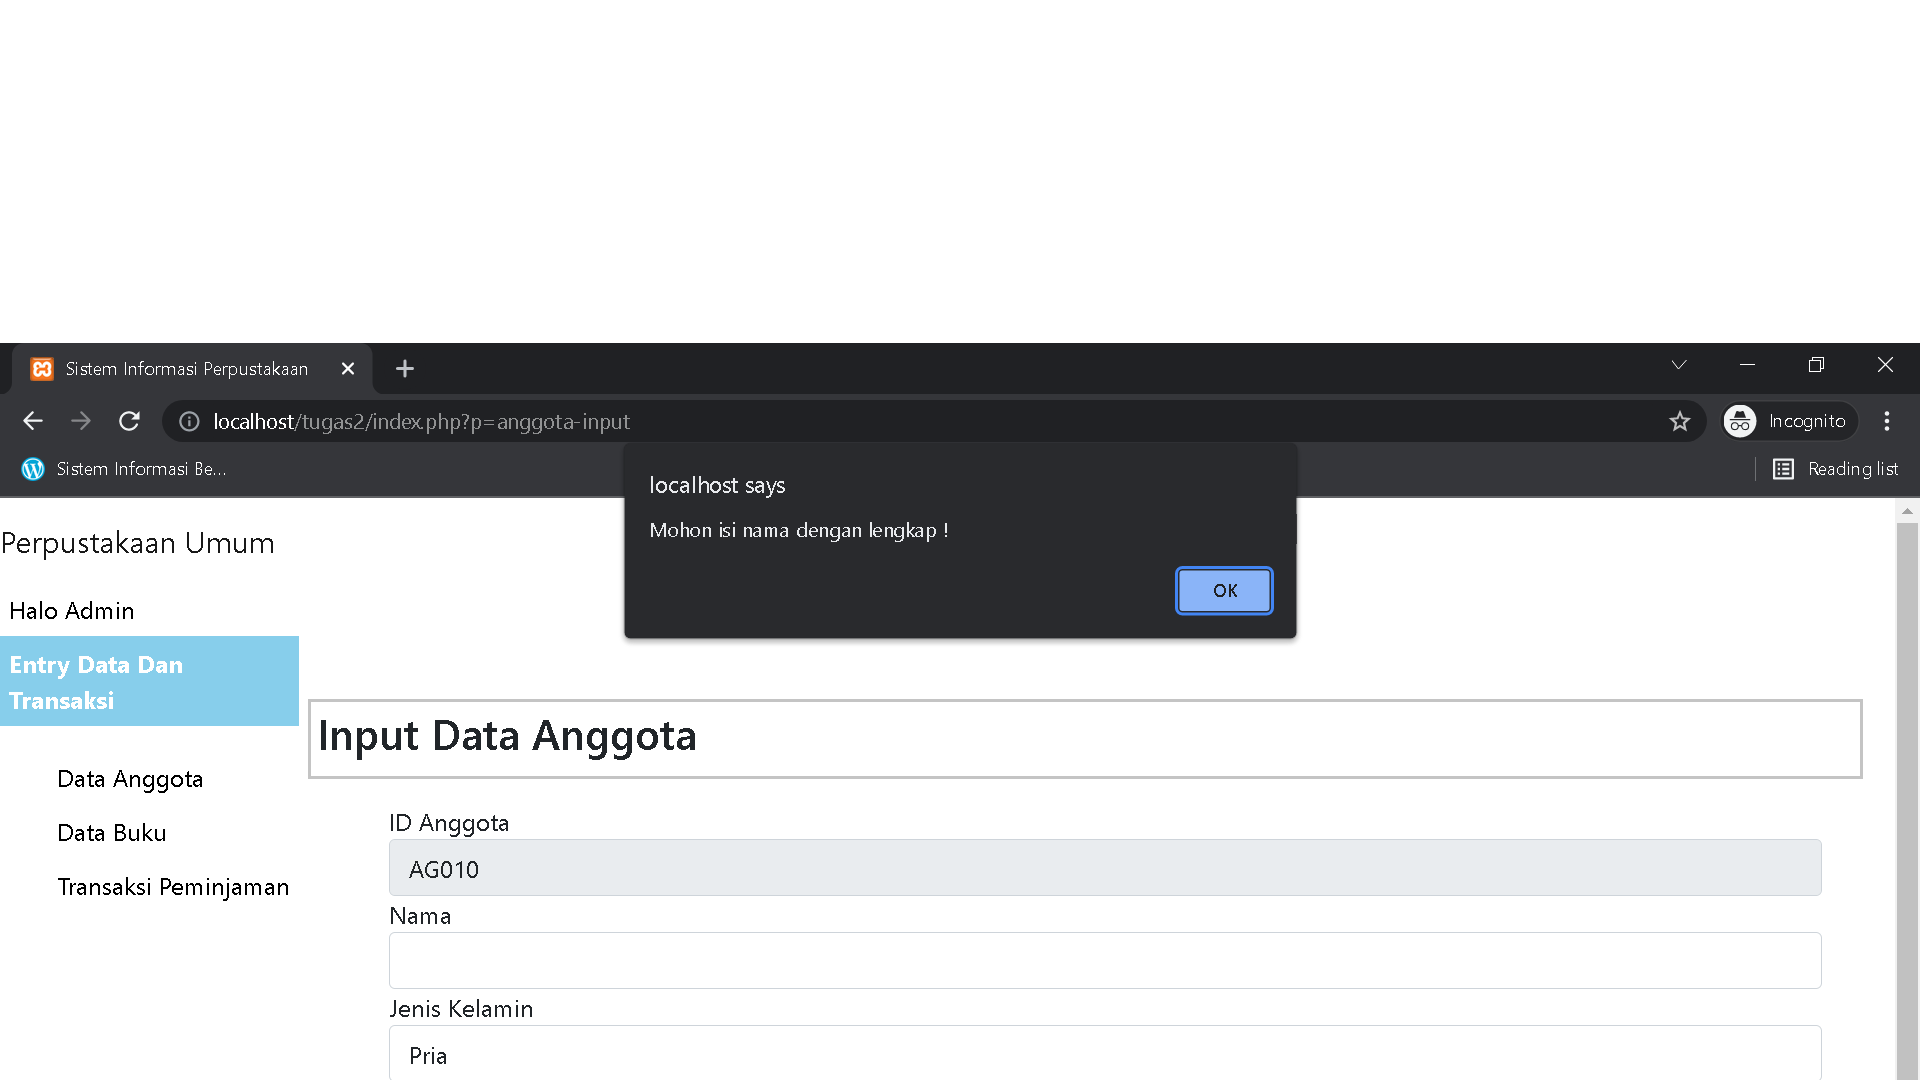 Sistem Informasi Perpustakaan
localhost/tugas2/index.php?p=anggota-input
Incognito
Sistem Informasi Be...
Reading list
localhost says
Mohon isi nama dengan lengkap !
OK
Perpustakaan Umum
Halo Admin
Entry Data Dan
Transaksi
Data Anggota
Data Buku
Transaksi Peminjaman
Input Data Anggota
ID Anggota
AG010
Nama
Jenis Kelamin
Pria